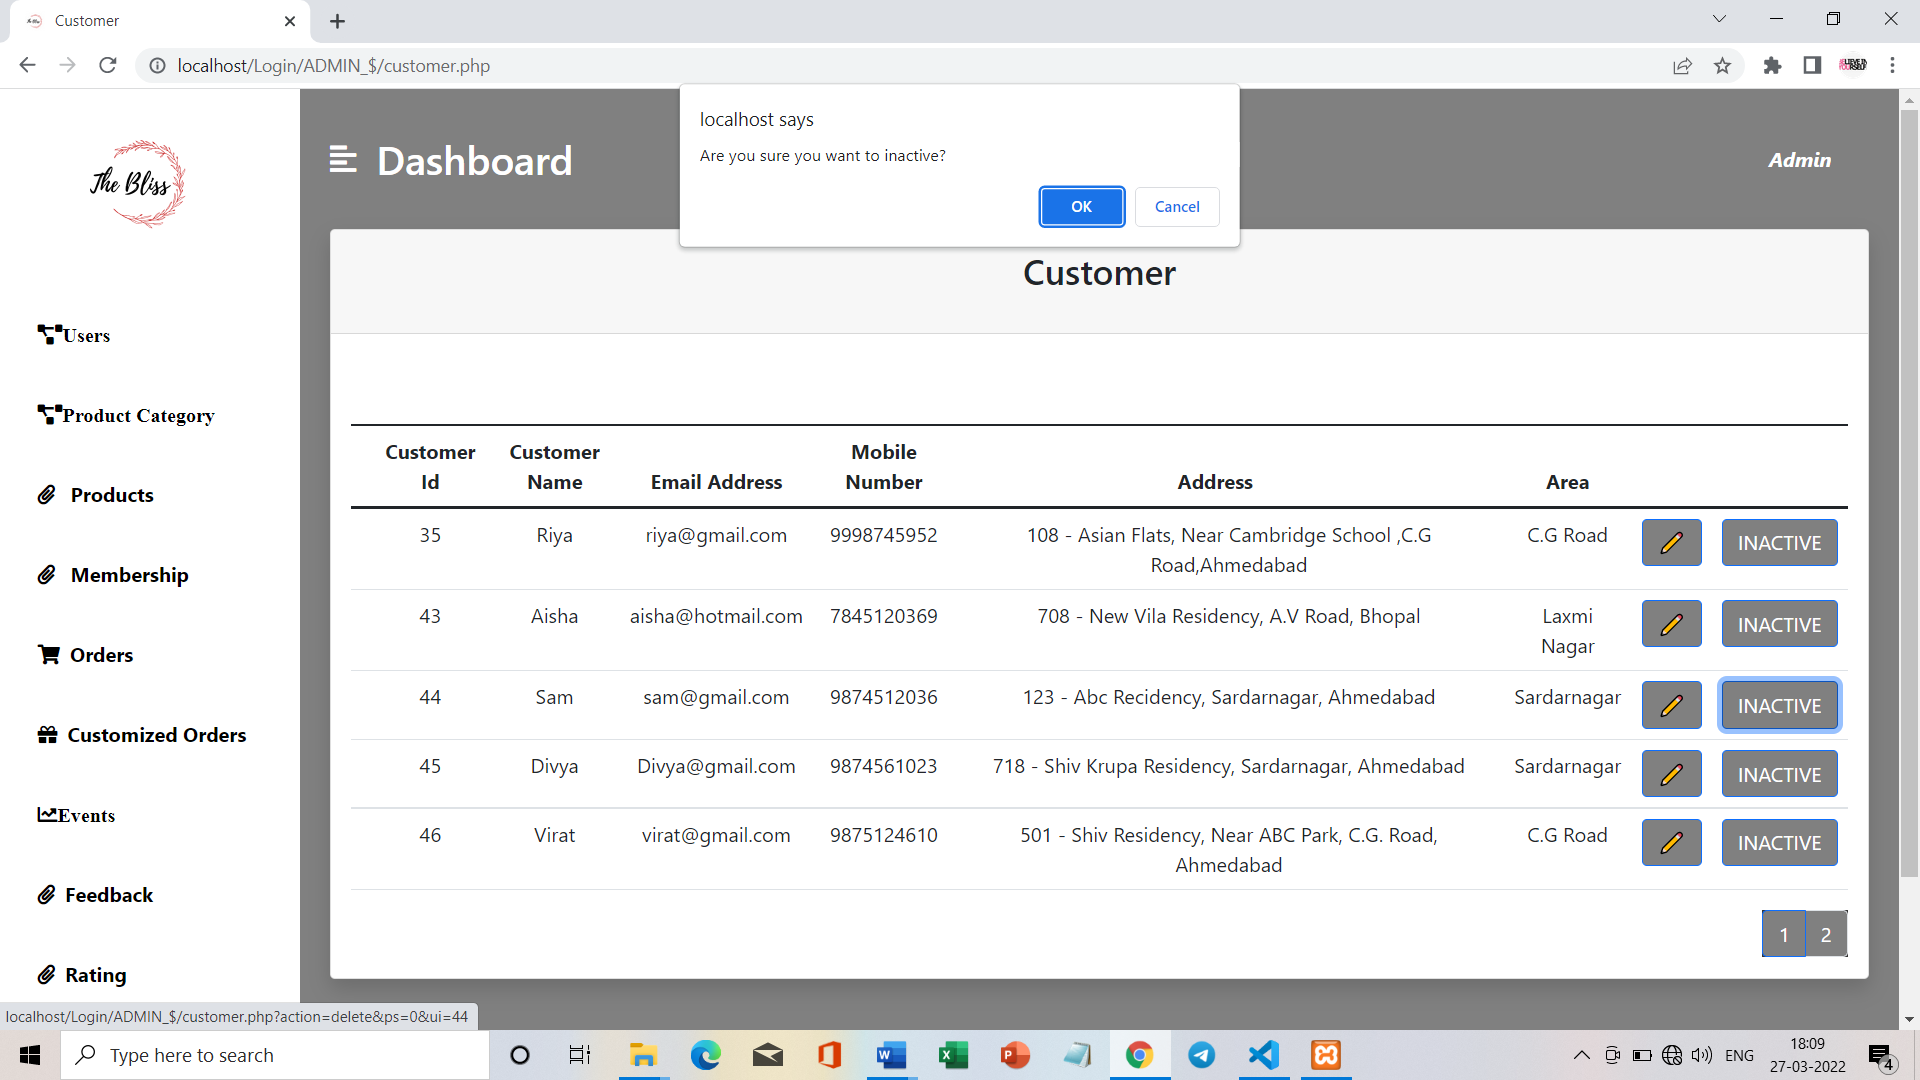 Customer
localhost/Login/ADMIN_$/customer.php
localhost says
Are you sure you want to inactive?
OK
Cancel
The Bliss
Dashboard
Admin
Users
Product Category
Products
Membership
Orders
Customized Orders
Events
Feedback
Rating
Customer
Customer Id Customer Name Email Address Mobile Number Address Area
35 Riya riya@gmail.com 9998745952 108 - Asian Flats, Near Cambridge School ,C.G Road,Ahmedabad C.G Road INACTIVE
43 Aisha aisha@hotmail.com 7845120369 708 - New Vila Residency, A.V Road, Bhopal Laxmi Nagar INACTIVE
44 Sam sam@gmail.com 9874512036 123 - Abc Recidency, Sardarnagar, Ahmedabad Sardarnagar INACTIVE
45 Divya Divya@gmail.com 9874561023 718 - Shiv Krupa Residency, Sardarnagar, Ahmedabad Sardarnagar INACTIVE
46 Virat virat@gmail.com 9875124610 501 - Shiv Residency, Near ABC Park, C.G. Road, Ahmedabad C.G Road INACTIVE
1 2
localhost/Login/ADMIN_$/customer.php?action=delete&ps=0&ui=44
Type here to search
ENG
18:09
27-03-2022
4